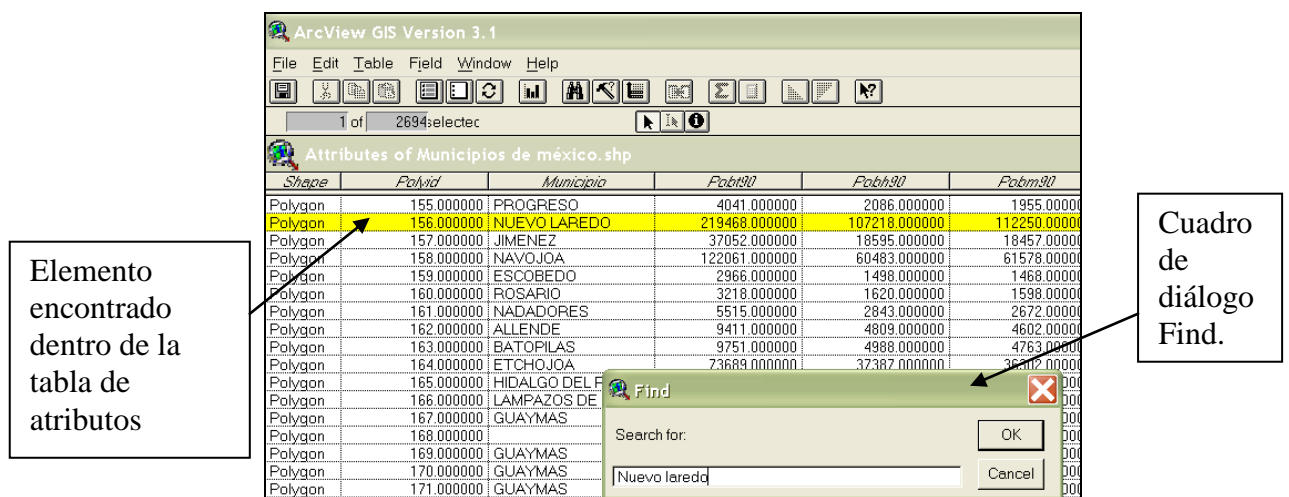 ArcView GIS Version 3.1
File Edit Table Field Window Help
1 of 2694 selected
Attributes of Municipios de méxico.shp
Shape Polyid Municipio Pobt90 Pobh90 Pobm90
Polygon 155.000000 PROGRESO 4041.000000 2086.000000 1955.0000
Polygon 156.000000 NUEVO LAREDO 219468.000000 107218.000000 112250.0000
Polygon 157.000000 JIMENEZ 37052.000000 18595.000000 18457.0000
Polygon 158.000000 NAVOJOA 122061.000000 60483.000000 61578.0000
Polygon 159.000000 ESCOBEDO 2966.000000 1498.000000 1468.0000
Polygon 160.000000 ROSARIO 3218.000000 1620.000000 1598.0000
Polygon 161.000000 NADADORES 5515.000000 2843.000000 2672.0000
Polygon 162.000000 ALLENDE 9411.000000 4809.000000 4602.0000
Polygon 163.000000 BATOPILAS 9751.000000 4988.000000 4763.0000
Polygon 164.000000 ETCHOJOA 73689.000000 37387.000000 36302.0000
Polygon 165.000000 HIDALGO DEL P
Polygon 166.000000 LAMPAZOS DE
Polygon 167.000000 GUAYMAS
Polygon 168.000000
Polygon 169.000000 GUAYMAS
Polygon 170.000000 GUAYMAS
Polygon 171.000000 GUAYMAS
Find
Search for:
OK
Nuevo laredo
Cancel
Elemento
encontrado
dentro de la
tabla de
atributos
Cuadro
de
diálogo
Find.